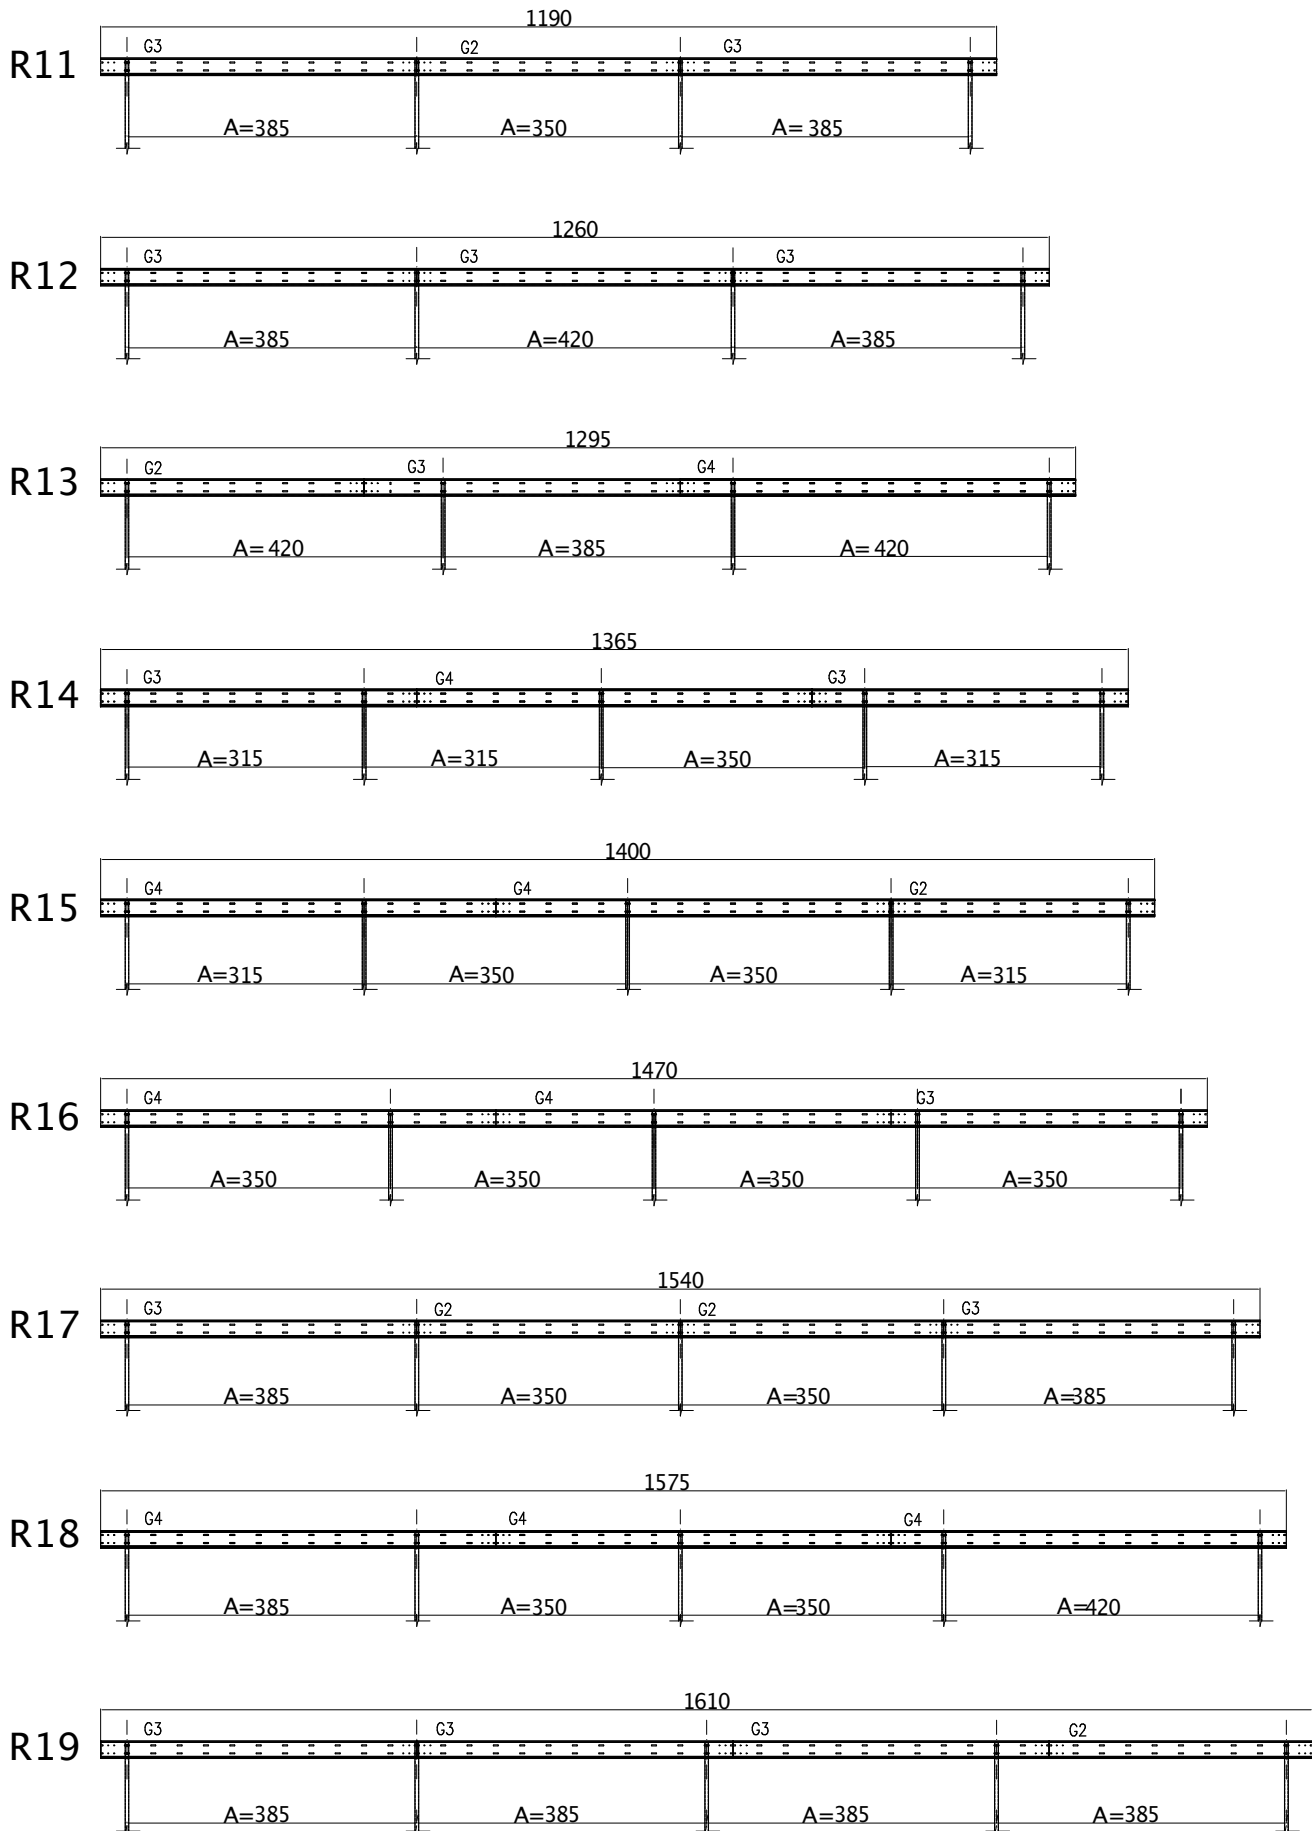 1190
R11 G3 G2 G3
A=385 A=350 A= 385
1260
R12 G3 G3 G3
A=385 A=420 A=385
1295
R13 G2 G3 G4
A= 420 A=385 A= 420
1365
R14 G3 G4 G3
A=315 A=315 A=350 A=315
1400
R15 G4 G4 G2
A=315 A=350 A=350 A=315
1470
R16 G4 G4 G3
A=350 A=350 A=350 A=350
1540
R17 G3 G2 G2 G3
A=385 A=350 A=350 A=385
1575
R18 G4 G4 G4
A=385 A=350 A=350 A=420
1610
R19 G3 G3 G3 G2
A=385 A=385 A=385 A=385